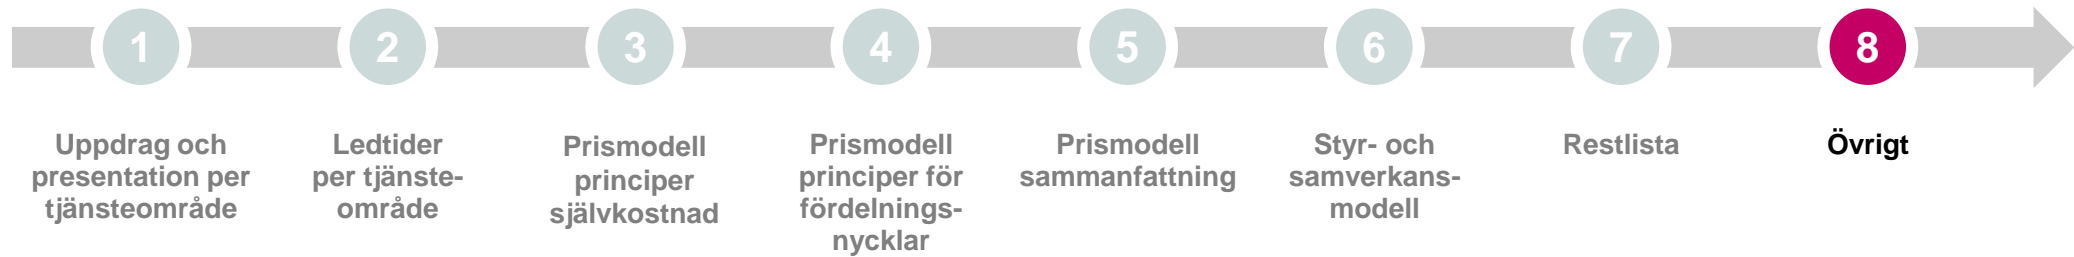 1 2 3 4 5 6 7 8
Uppdrag och
presentation per
tjänsteområde
Ledtider
per tjänste-
område
Prismodell
principer
självkostnad
Prismodell
principer för
fördelnings-
nycklar
Prismodell
sammanfattning
Styr- och
samverkans-
modell
Restlista
Övrigt